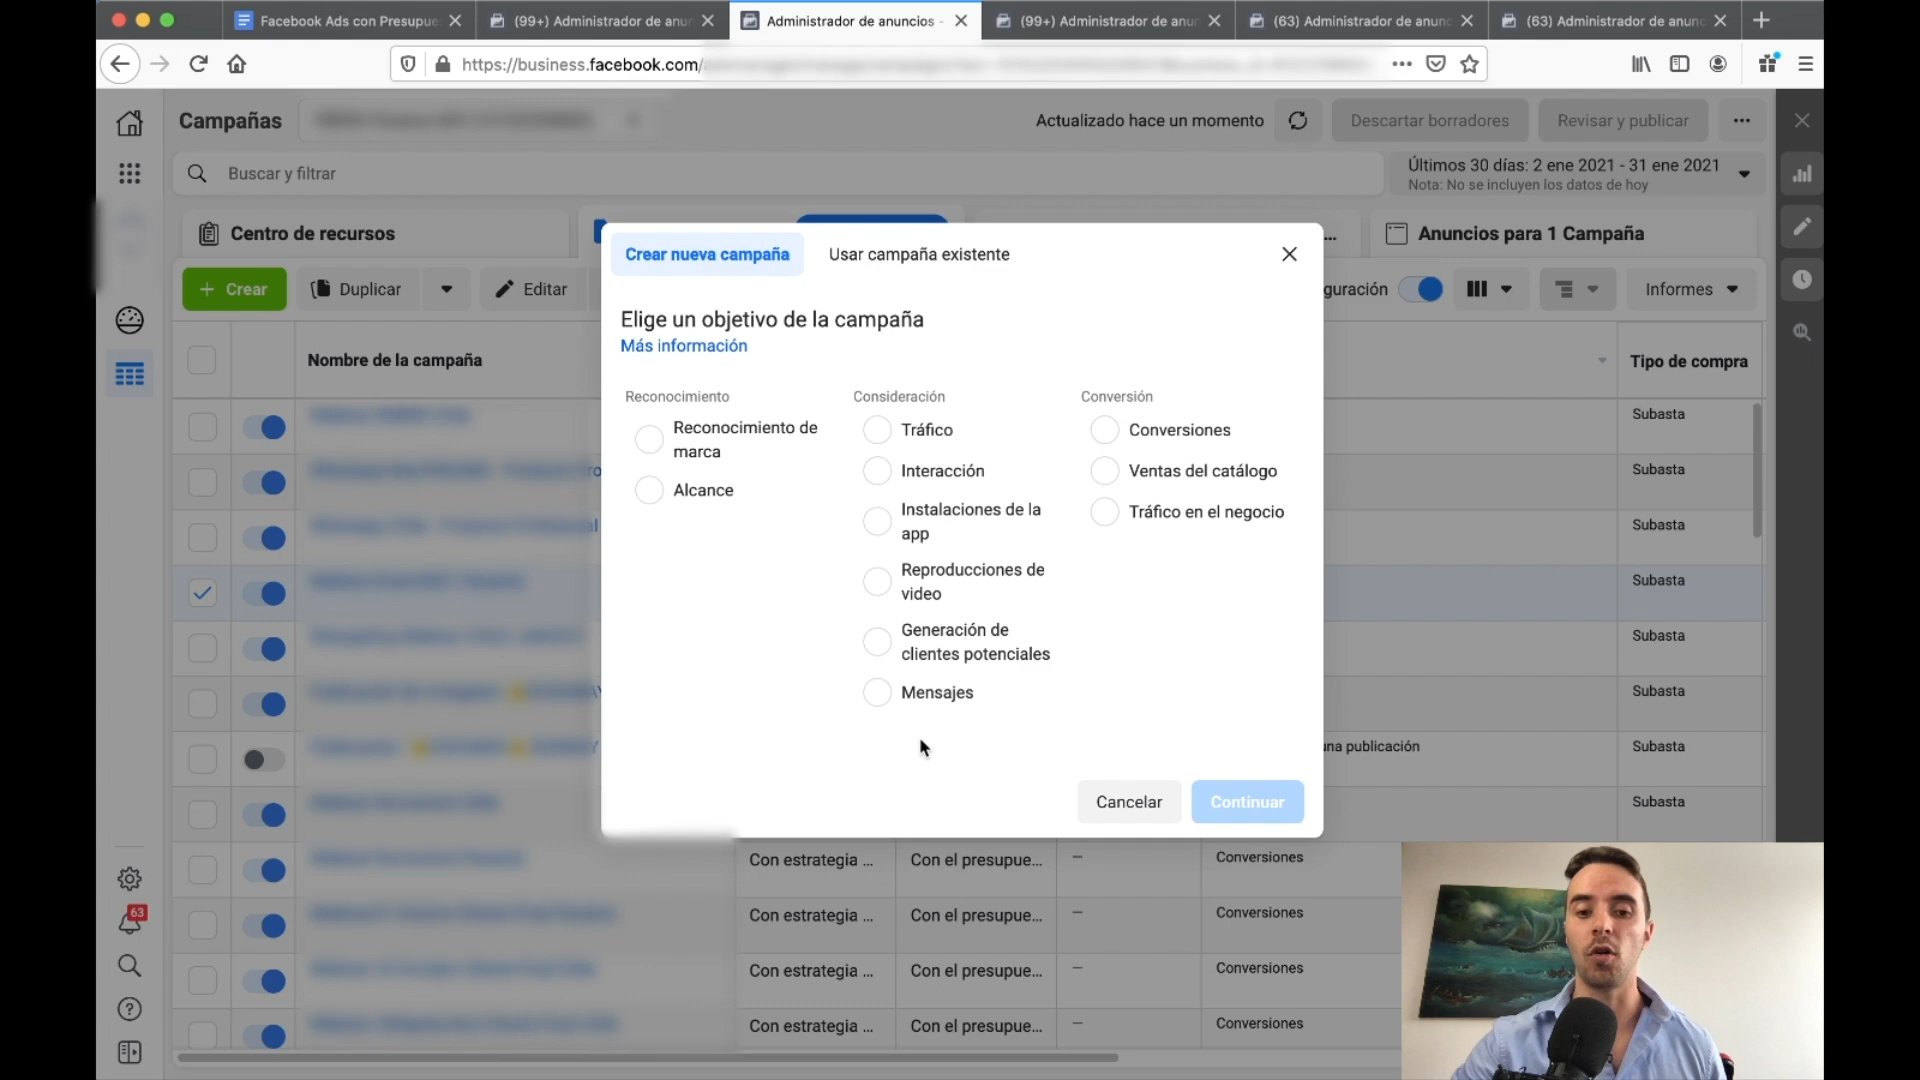 Facebook Ads con Presupue
(99+) Administrador de anun
Administrador de anuncios -
(99+) Administrador de anun
(63) Administrador de anunc
(63) Administrador de anunc
https://business.facebook.com/
Campañas
Actualizado hace un momento
Descartar borradores
Revisar y publicar
Buscar y filtrar
Últimos 30 días: 2 ene 2021 - 31 ene 2021
Nota: No se incluyen los datos de hoy
Centro de recursos
...
Anuncios para 1 Campaña
+ Crear
Duplicar
Editar
guración
Informes
Crear nueva campaña
Usar campaña existente
Elige un objetivo de la campaña
Más información
Reconocimiento
Reconocimiento de
marca
Alcance
Consideración
Tráfico
Interacción
Instalaciones de la
app
Reproducciones de
video
Generación de
clientes potenciales
Mensajes
Conversión
Conversiones
Ventas del catálogo
Tráfico en el negocio
Cancelar
Continuar
Nombre de la campaña
Tipo de compra
Subasta
Subasta
Subasta
Subasta
Subasta
Subasta
una publicación
Subasta
Subasta
Con estrategia ...
Con el presupue...
—
Conversiones
Con estrategia ...
Con el presupue...
—
Conversiones
Con estrategia ...
Con el presupue...
—
Conversiones
Con estrategia ...
Con el presupue...
—
Conversiones
63